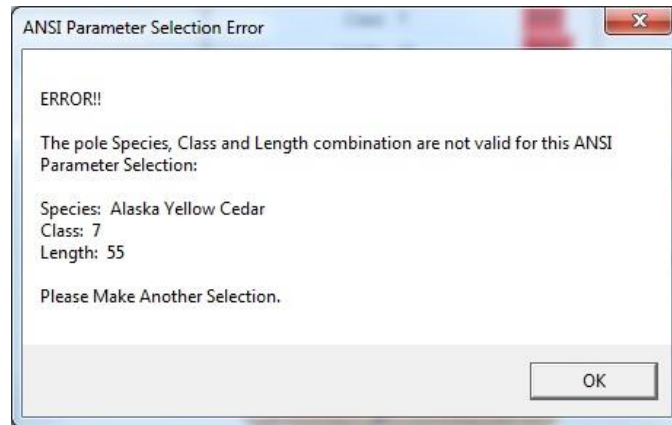 ANSI Parameter Selection Error
ERROR!!
The pole Species, Class and Length combination are not valid for this ANSI
Parameter Selection:
Species:  Alaska Yellow Cedar
Class:  7
Length:  55
Please Make Another Selection.
OK